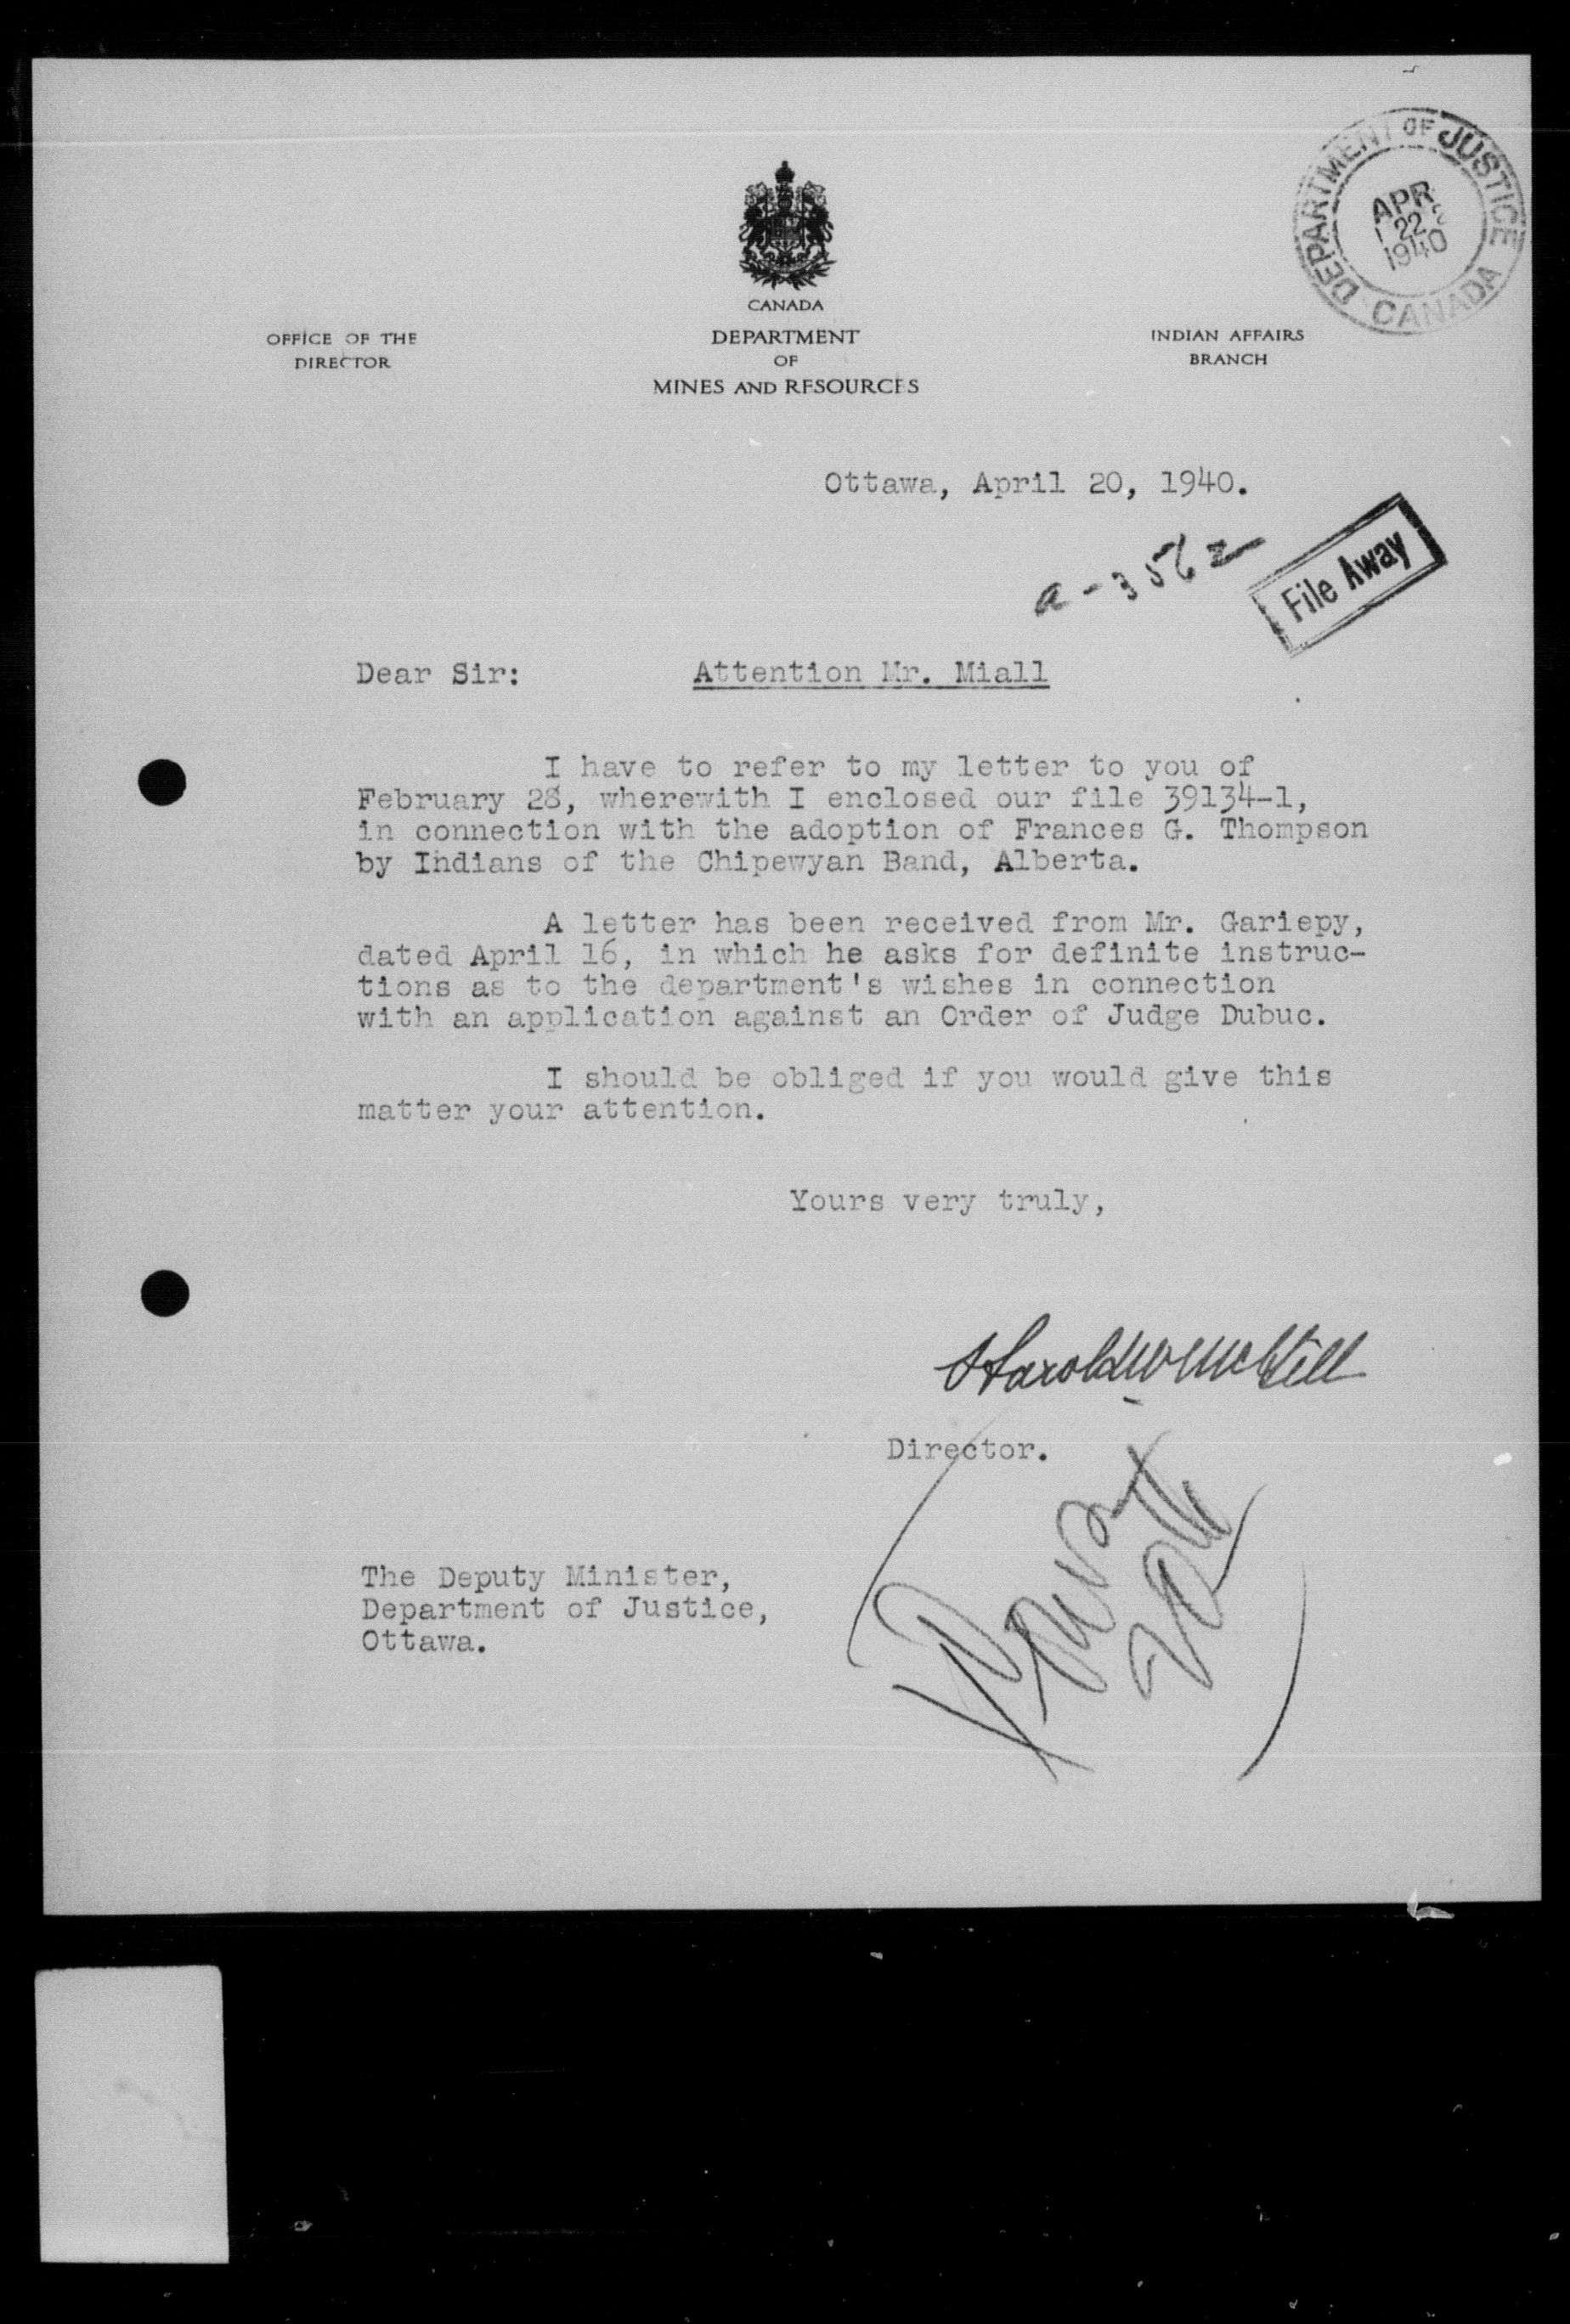 DEPARTMENT OF JUSTICE
CANADA
APR
22
1940
CANADA
OFFICE OF THE
DIRECTOR
DEPARTMENT
OF
MINES AND RESOURCES
INDIAN AFFAIRS
BRANCH
Ottawa, April 20, 1940.
a-3562
File Away
Dear Sir: Attention Mr. Miall
I have to refer to my letter to you of
February 28, wherewith I enclosed our file 39134-1,
in connection with the adoption of Frances G. Thompson
by Indians of the Chipewyan Band, Alberta.
A letter has been received from Mr. Gariepy,
dated April 16, in which he asks for definite instruc-
tions as to the department's wishes in connection
with an application against an Order of Judge Dubuc.
I should be obliged if you would give this
matter your attention.
Yours very truly,
Harold W McGill
Director.
The Deputy Minister,
Department of Justice,
Ottawa.